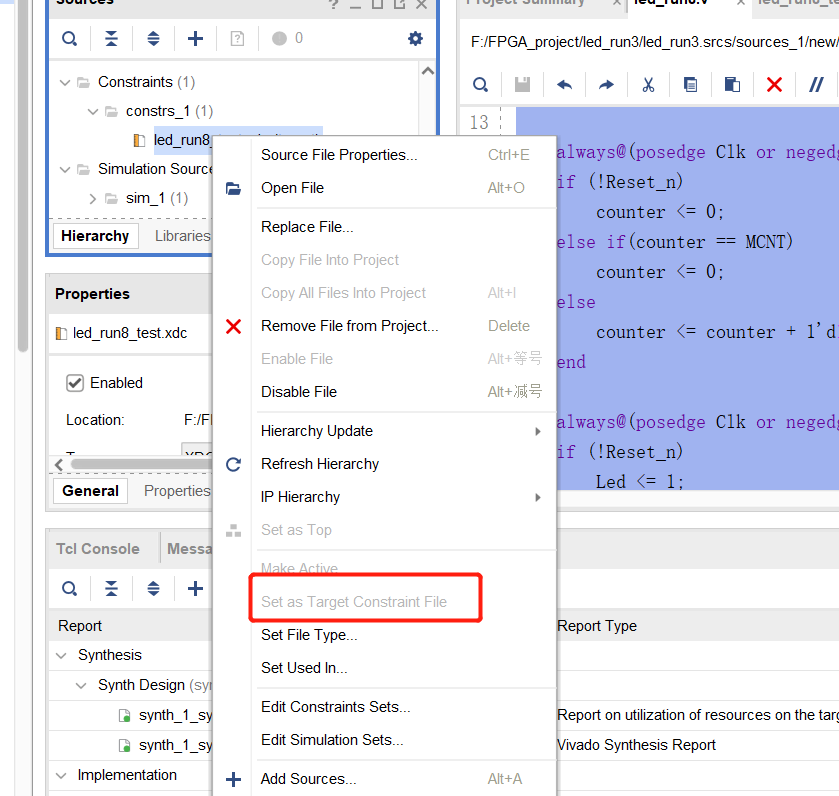 Sources
Project Summary
led_run8.v
0
F:/FPGA_project/led_run3/led_run3.srcs/sources_1/new/
Constraints (1)
constrs_1 (1)
led_run8
Simulation Source
sim_1 (1)
Hierarchy
Libraries
Properties
led_run8_test.xdc
Enabled
Location:
F:/F
General
Properties
Source File Properties... Ctrl+E
Open File Alt+O
Replace File...
Copy File Into Project
Copy All Files Into Project Alt+I
Remove File from Project... Delete
Enable File Alt+等号
Disable File Alt+减号
Hierarchy Update
Refresh Hierarchy
IP Hierarchy
Set as Top
Make Active
Set as Target Constraint File
Set File Type...
Set Used In...
Edit Constraints Sets...
Edit Simulation Sets...
Add Sources... Alt+A
13
always@(posedge Clk or negedg
if (!Reset_n)
counter <= 0;
else if(counter == MCNT)
counter <= 0;
else
counter <= counter + 1'd
end
always@(posedge Clk or negedg
if (!Reset_n)
Led <= 1;
Tcl Console
Messa
Report
Report Type
Synthesis
Synth Design (sy
synth_1_sy
Report on utilization of resources on the targ
synth_1_sy
Vivado Synthesis Report
Implementation